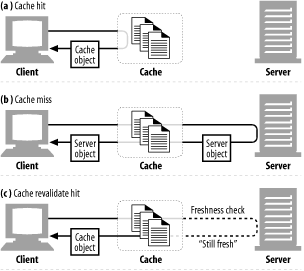 (a) Cache hit
Cache
object
Client
Cache
Server
(b) Cache miss
Server
object
Server
object
Client
Cache
Server
(c) Cache revalidate hit
Freshness check
Cache
object
"Still fresh"
Client
Cache
Server